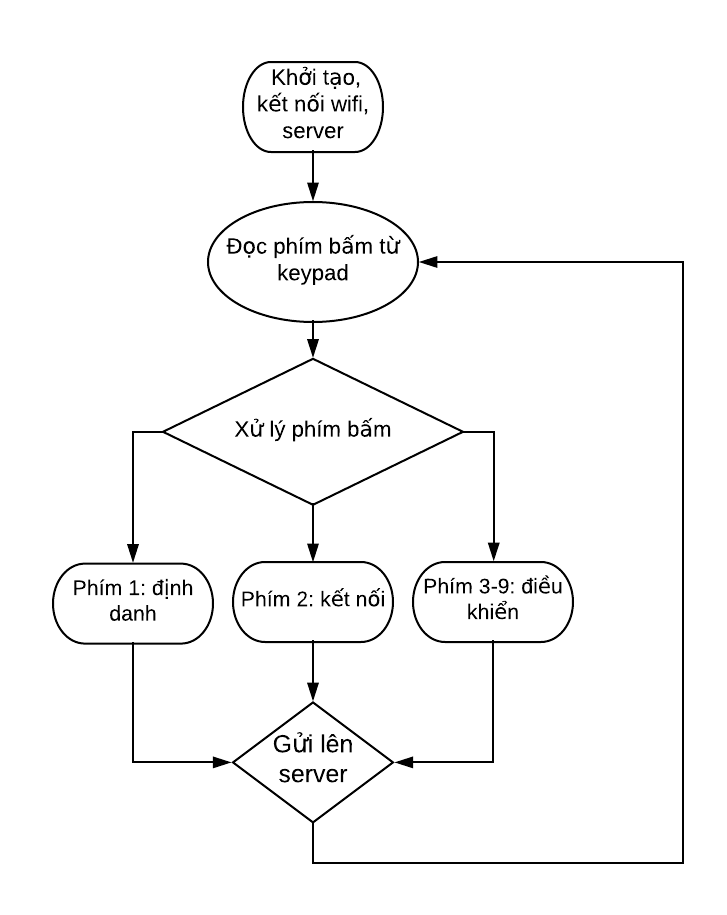 Khởi tạo,
kết nối wifi,
server
Đọc phím bấm từ
keypad
Xử lý phím bấm
Phím 1: định
danh
Phím 2: kết nối
Phím 3-9: điều
khiển
Gửi lên
server